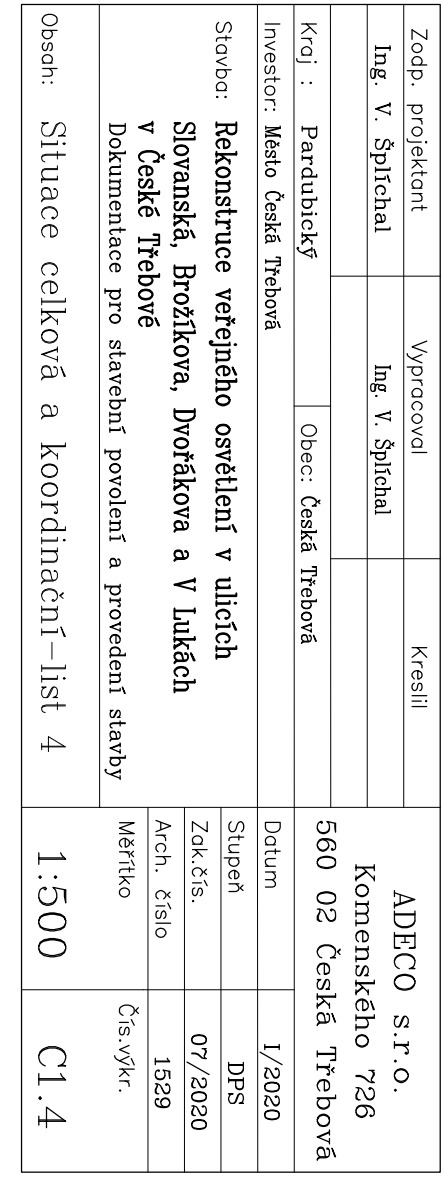 Zodp. projektant Vypracoval Kreslil
Ing. V. Šplíchal Ing. V. Šplíchal
ADECO s.r.o.
Komenského 726
560 02 Česká Třebová
Kraj : Pardubický Obec: Česká Třebová
Investor: Město Česká Třebová
Datum I/2020
Stavba: Rekonstruce veřejného osvětlení v ulicích
Slovanská, Brožíkova, Dvořákova a V Lukách
v České Třebové
Dokumentace pro stavební povolení a provedení stavby
Stupeň DPS
Zak.čís. 07/2020
Arch. číslo 1529
Obsah: Situace celková a koordinační-list 4
Měřítko
1:500
Čís.výkr.
C1.4